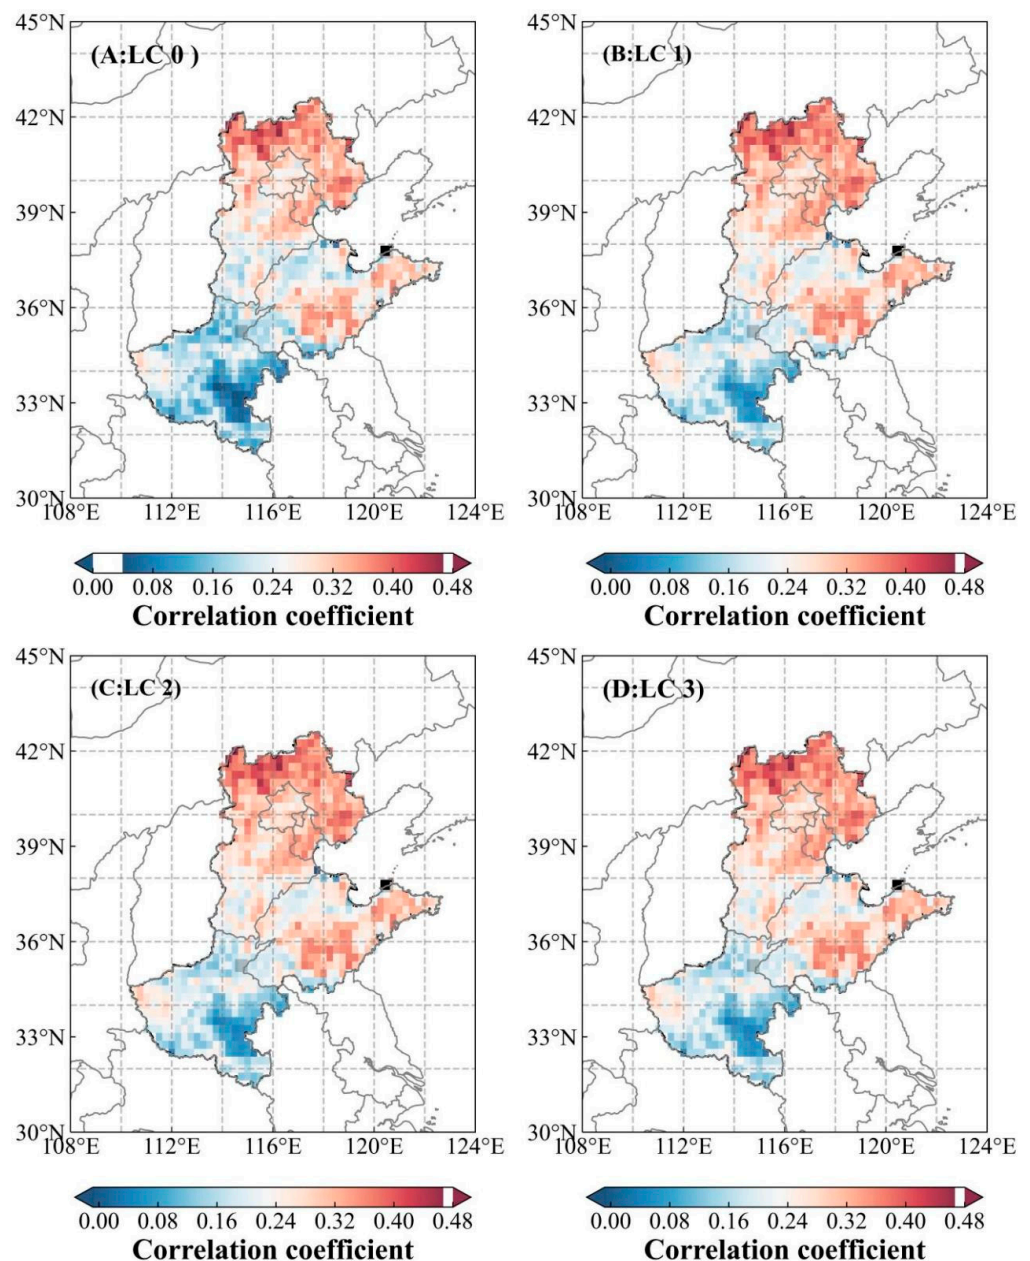 45°N
(A:LC 0 )
42°N
39°N
36°N
33°N
30°N
108°E 112°E 116°E 120°E 124°E
0.00 0.08 0.16 0.24 0.32 0.40 0.48
Correlation coefficient
45°N
(B:LC 1)
42°N
39°N
36°N
33°N
30°N
108°E 112°E 116°E 120°E 124°E
0.00 0.08 0.16 0.24 0.32 0.40 0.48
Correlation coefficient
45°N
(C:LC 2)
42°N
39°N
36°N
33°N
30°N
108°E 112°E 116°E 120°E 124°E
0.00 0.08 0.16 0.24 0.32 0.40 0.48
Correlation coefficient
45°N
(D:LC 3)
42°N
39°N
36°N
33°N
30°N
108°E 112°E 116°E 120°E 124°E
0.00 0.08 0.16 0.24 0.32 0.40 0.48
Correlation coefficient